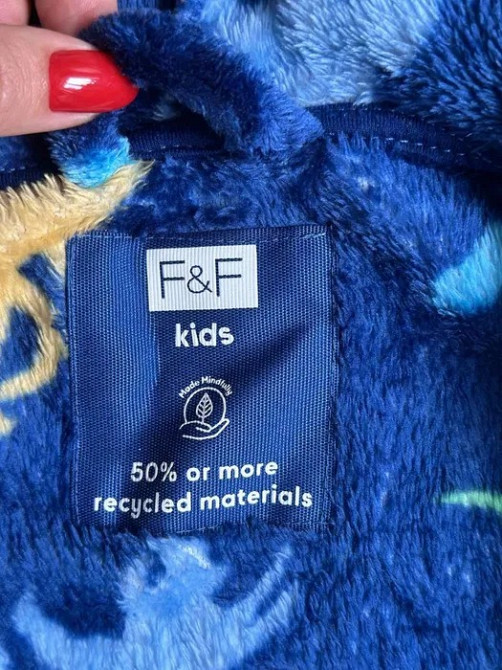 F&F
kids
Made Mindfully
50% or more
recycled materials